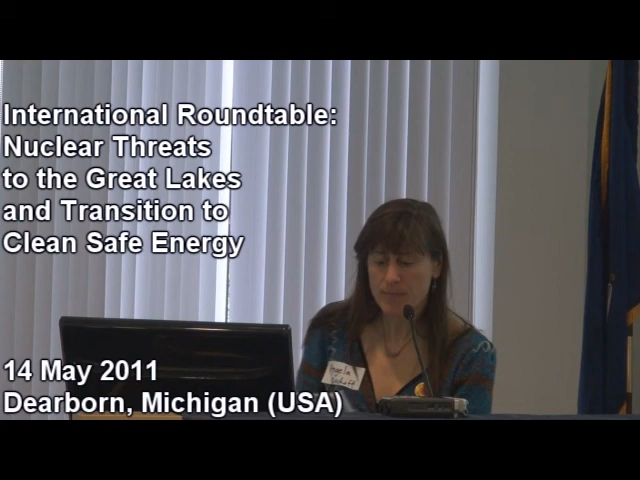 International Roundtable:
Nuclear Threats
to the Great Lakes
and Transition to
Clean Safe Energy
14 May 2011
Dearborn, Michigan (USA)
Angela